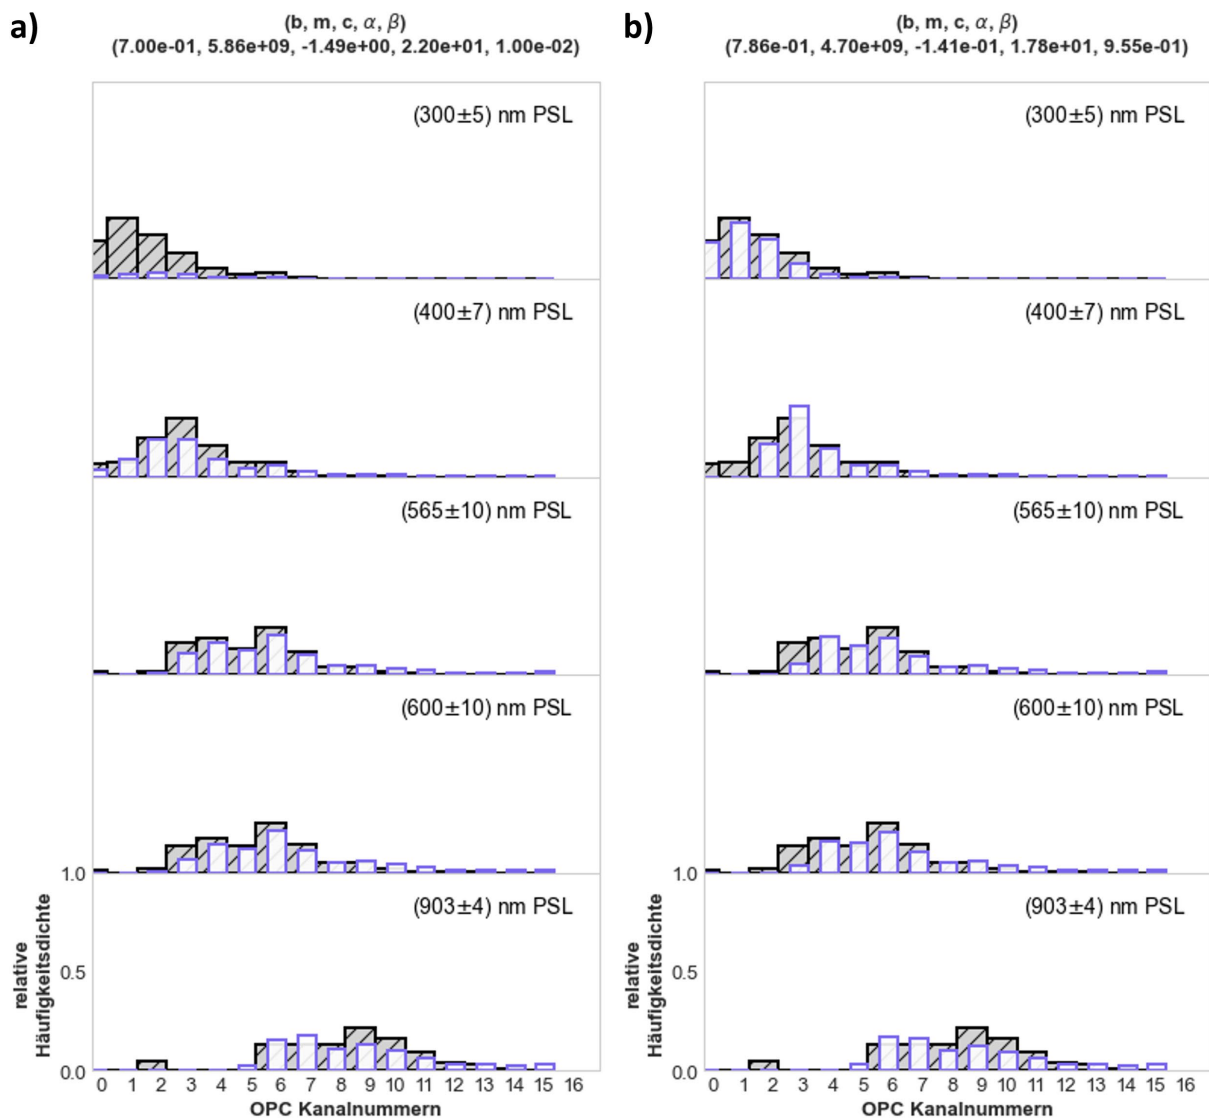 a)
(b, m, c, α, β)
(7.00e-01, 5.86e+09, -1.49e+00, 2.20e+01, 1.00e-02)
(300±5) nm PSL
(400±7) nm PSL
(565±10) nm PSL
(600±10) nm PSL
(903±4) nm PSL
1.0
0.5
0.0
relative
Häufigkeitsdichte
0 1 2 3 4 5 6 7 8 9 10 11 12 13 14 15 16
OPC Kanalnummern
b)
(b, m, c, α, β)
(7.86e-01, 4.70e+09, -1.41e-01, 1.78e+01, 9.55e-01)
(300±5) nm PSL
(400±7) nm PSL
(565±10) nm PSL
(600±10) nm PSL
(903±4) nm PSL
1.0
0.5
0.0
relative
Häufigkeitsdichte
0 1 2 3 4 5 6 7 8 9 10 11 12 13 14 15 16
OPC Kanalnummern